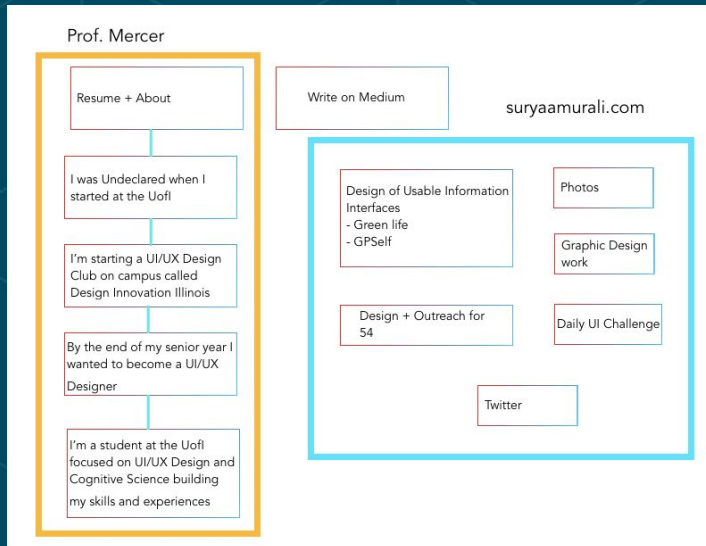 Prof. Mercer
Resume + About
I was Undeclared when I
started at the UofI
I'm starting a UI/UX Design
Club on campus called
Design Innovation Illinois
By the end of my senior year I
wanted to become a UI/UX
Designer
I'm a student at the UofI
focused on UI/UX Design and
Cognitive Science building
my skills and experiences
Write on Medium
suryaamurali.com
Design of Usable Information
Interfaces
- Green life
- GPSelf
Photos
Graphic Design
work
Design + Outreach for
54
Daily UI Challenge
Twitter